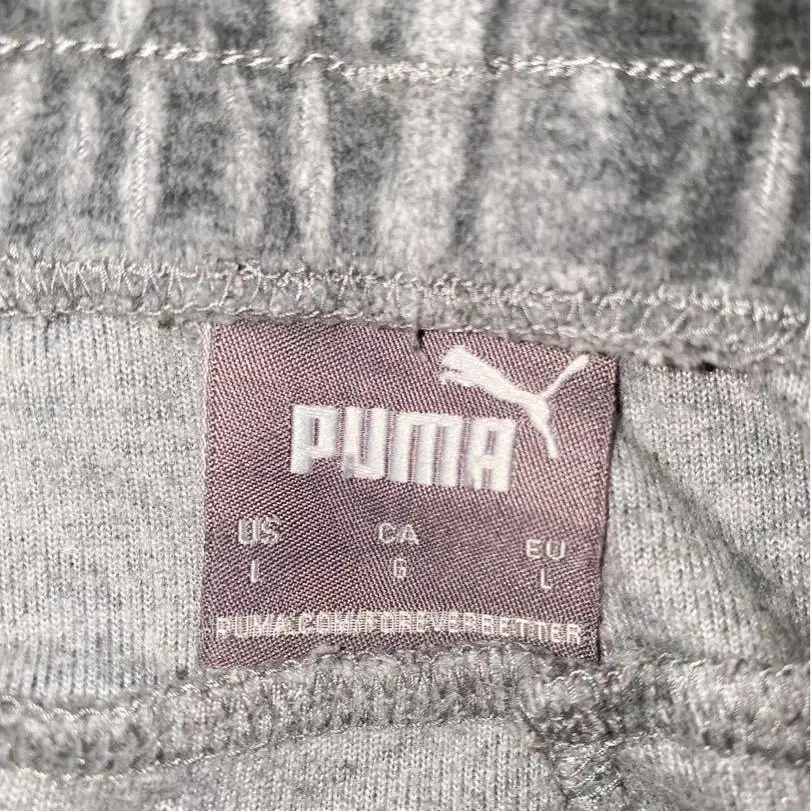 PUMA
US CA EU
L G L
PUMA.COM/FOREVERBETTER